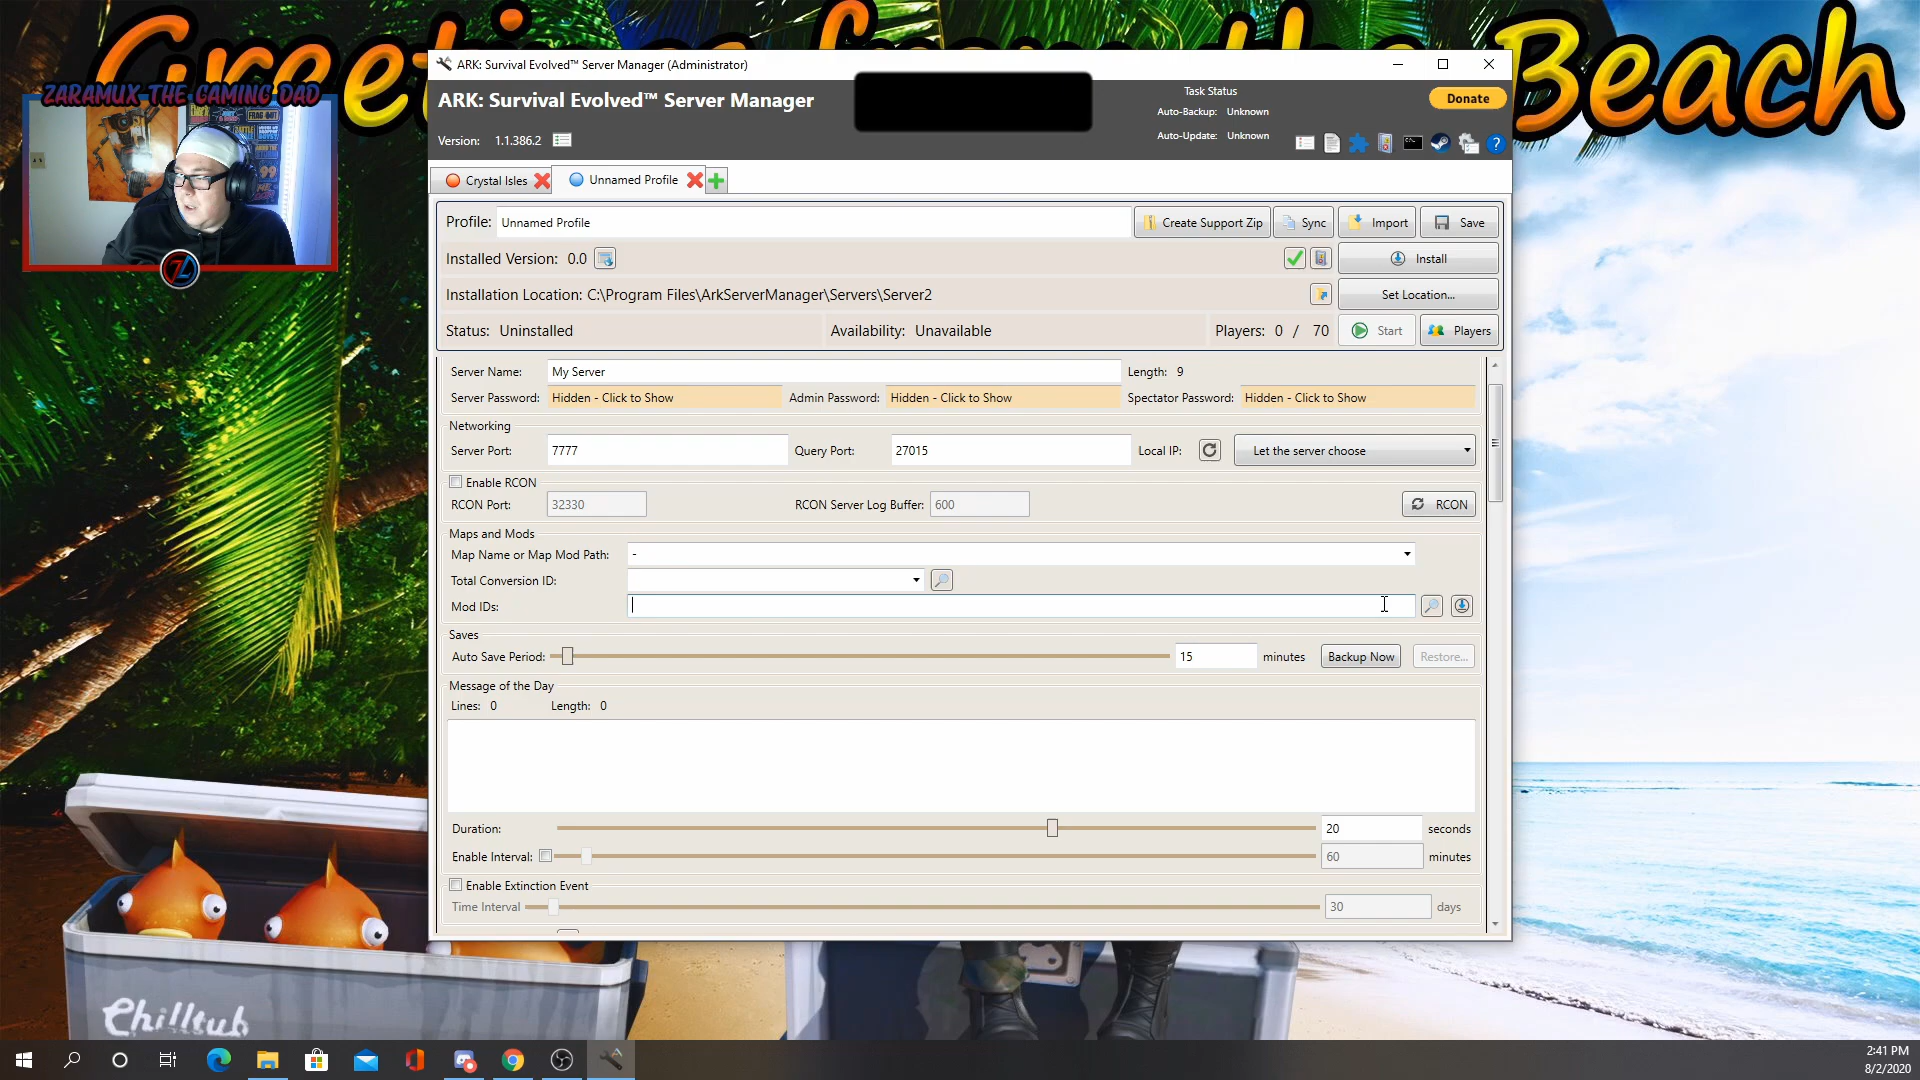 Greetings from the Beach
ZARAMUX THE GAMING DAD
ARK: Survival Evolved™ Server Manager (Administrator)
ARK: Survival Evolved™ Server Manager
Task Status
Auto-Backup: Unknown
Auto-Update: Unknown
Donate
Version: 1.1.386.2
Crystal Isles
Unnamed Profile
Profile: Unnamed Profile
Create Support Zip
Sync
Import
Save
Installed Version: 0.0
Install
Installation Location: C:\Program Files\ArkServerManager\Servers\Server2
Set Location...
Status: Uninstalled
Availability: Unavailable
Players: 0 / 70
Start
Players
Server Name: My Server
Length: 9
Server Password: Hidden - Click to Show
Admin Password: Hidden - Click to Show
Spectator Password: Hidden - Click to Show
Networking
Server Port: 7777
Query Port: 27015
Local IP: Let the server choose
Enable RCON
RCON Port: 32330
RCON Server Log Buffer: 600
RCON
Maps and Mods
Map Name or Map Mod Path: -
Total Conversion ID:
Mod IDs:
Saves
Auto Save Period: 15 minutes
Backup Now
Restore...
Message of the Day
Lines: 0
Length: 0
Duration: 20 seconds
Enable Interval: 60 minutes
Enable Extinction Event
Time Interval 30 days
Chilltub
2:41 PM
8/2/2020